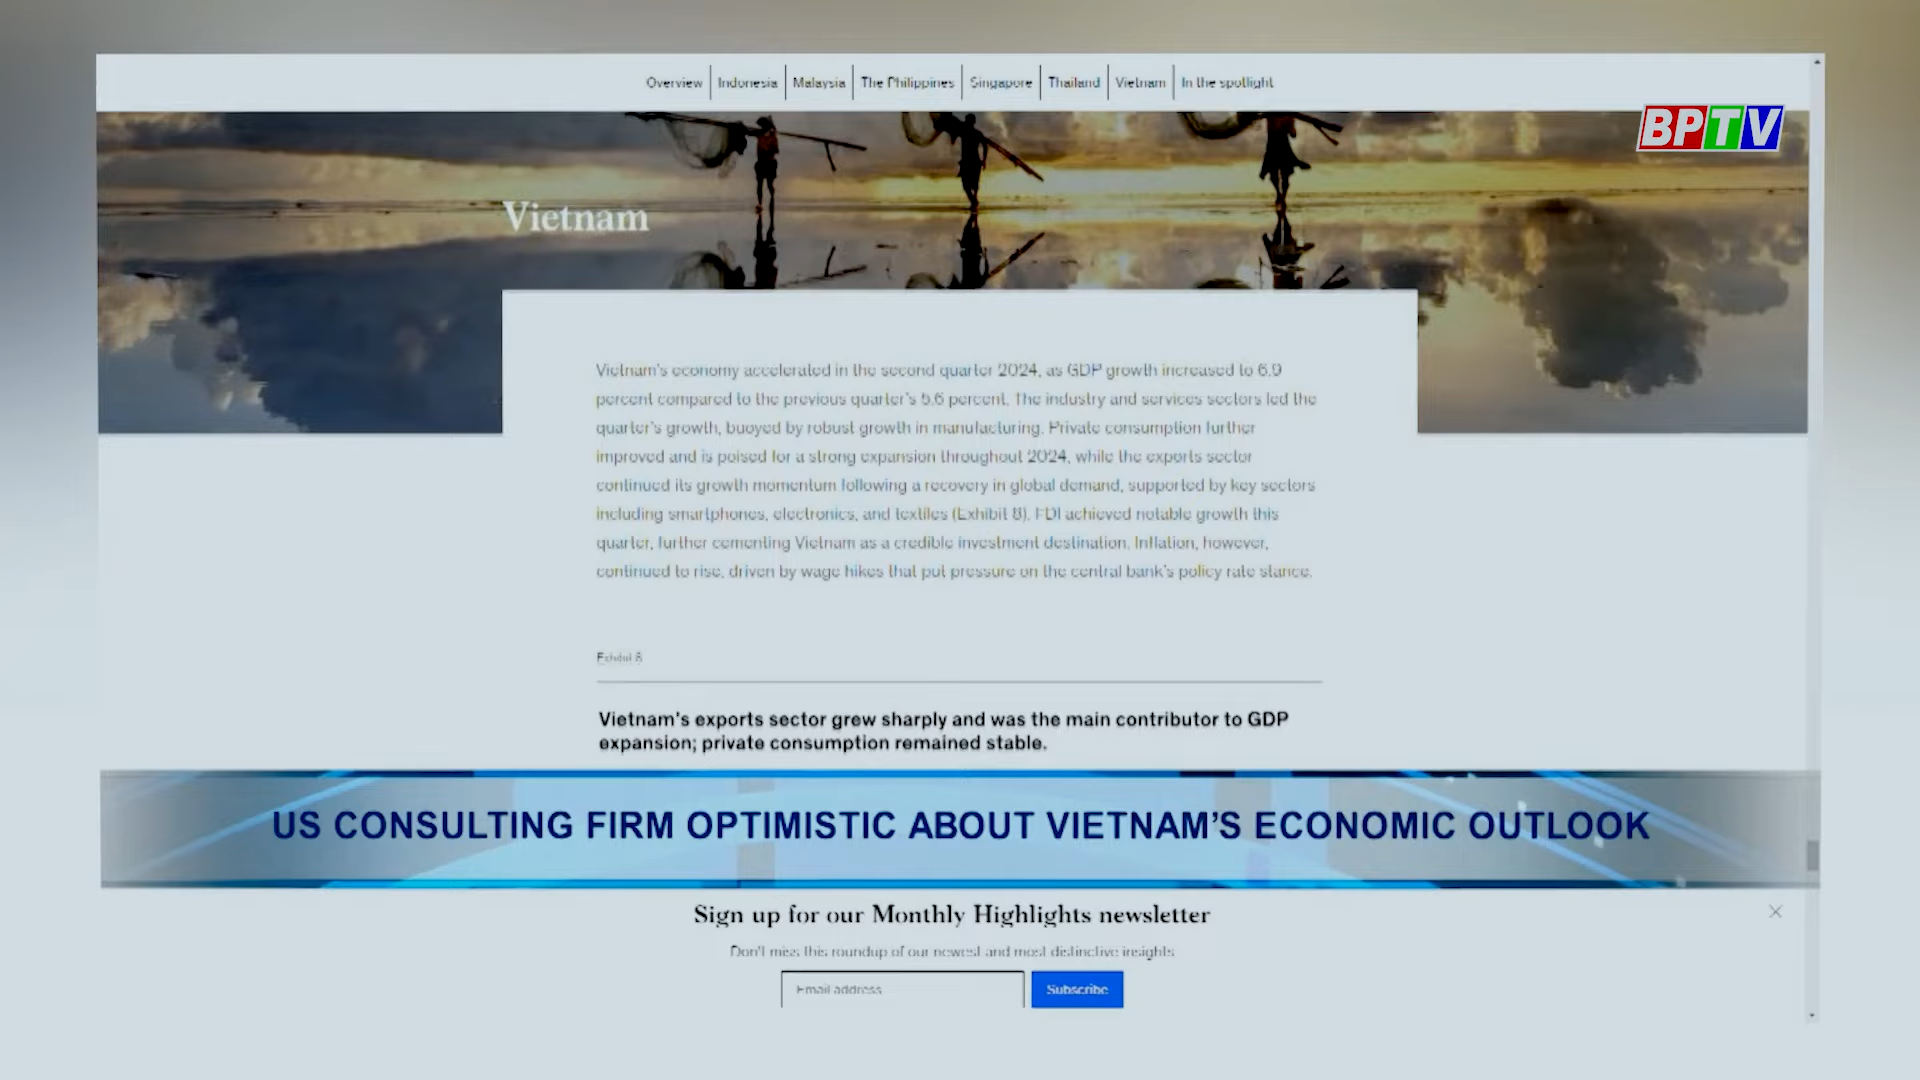 Overview Indonesia Malaysia The Philippines Singapore Thailand Vietnam In the spotlight
BPTV
Vietnam
Vietnam's economy accelerated in the second quarter 2024, as GDP growth increased to 6.9
percent compared to the previous quarter's 5.6 percent. The industry and services sectors led the
quarter's growth, buoyed by robust growth in manufacturing. Private consumption further
improved and is poised for a strong expansion throughout 2024, while the exports sector
continued its growth momentum following a recovery in global demand, supported by key sectors
including smartphones, electronics, and textiles (Exhibit 8). FDI achieved notable growth this
quarter, further cementing Vietnam as a credible investment destination. Inflation, however,
continued to rise, driven by wage hikes that put pressure on the central bank's policy rate stance.
Exhibit 8
Vietnam's exports sector grew sharply and was the main contributor to GDP
expansion; private consumption remained stable.
US CONSULTING FIRM OPTIMISTIC ABOUT VIETNAM'S ECONOMIC OUTLOOK
Sign up for our Monthly Highlights newsletter
Don't miss this roundup of our newest and most distinctive insights
Email address
Subscribe